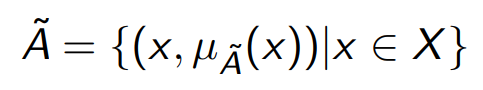 Ã = {(x, μ_Ã(x))|x ∈ X}